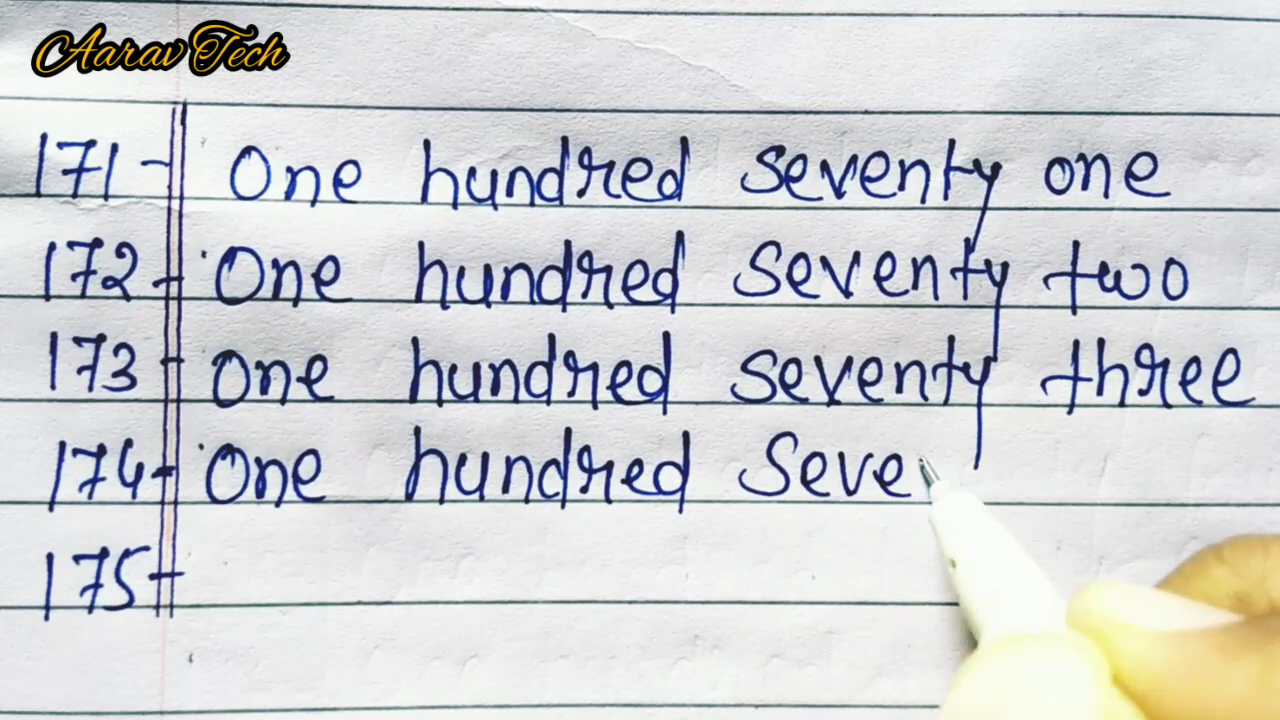 Aarav Tech
171- One hundred seventy one
172- One hundred seventy two
173- One hundred seventy three
174- One hundred Seve
175-